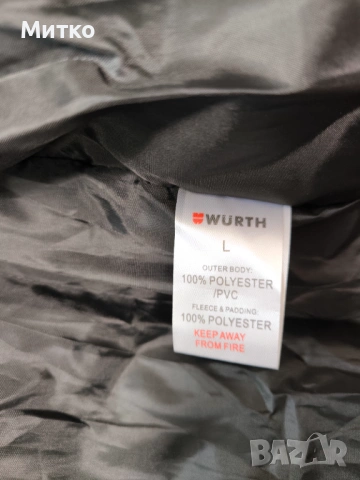 Митко
WÜRTH
L
OUTER BODY:
100% POLYESTER
/PVC
FLEECE & PADDING:
100% POLYESTER
KEEP AWAY
FROM FIRE
BAZAR